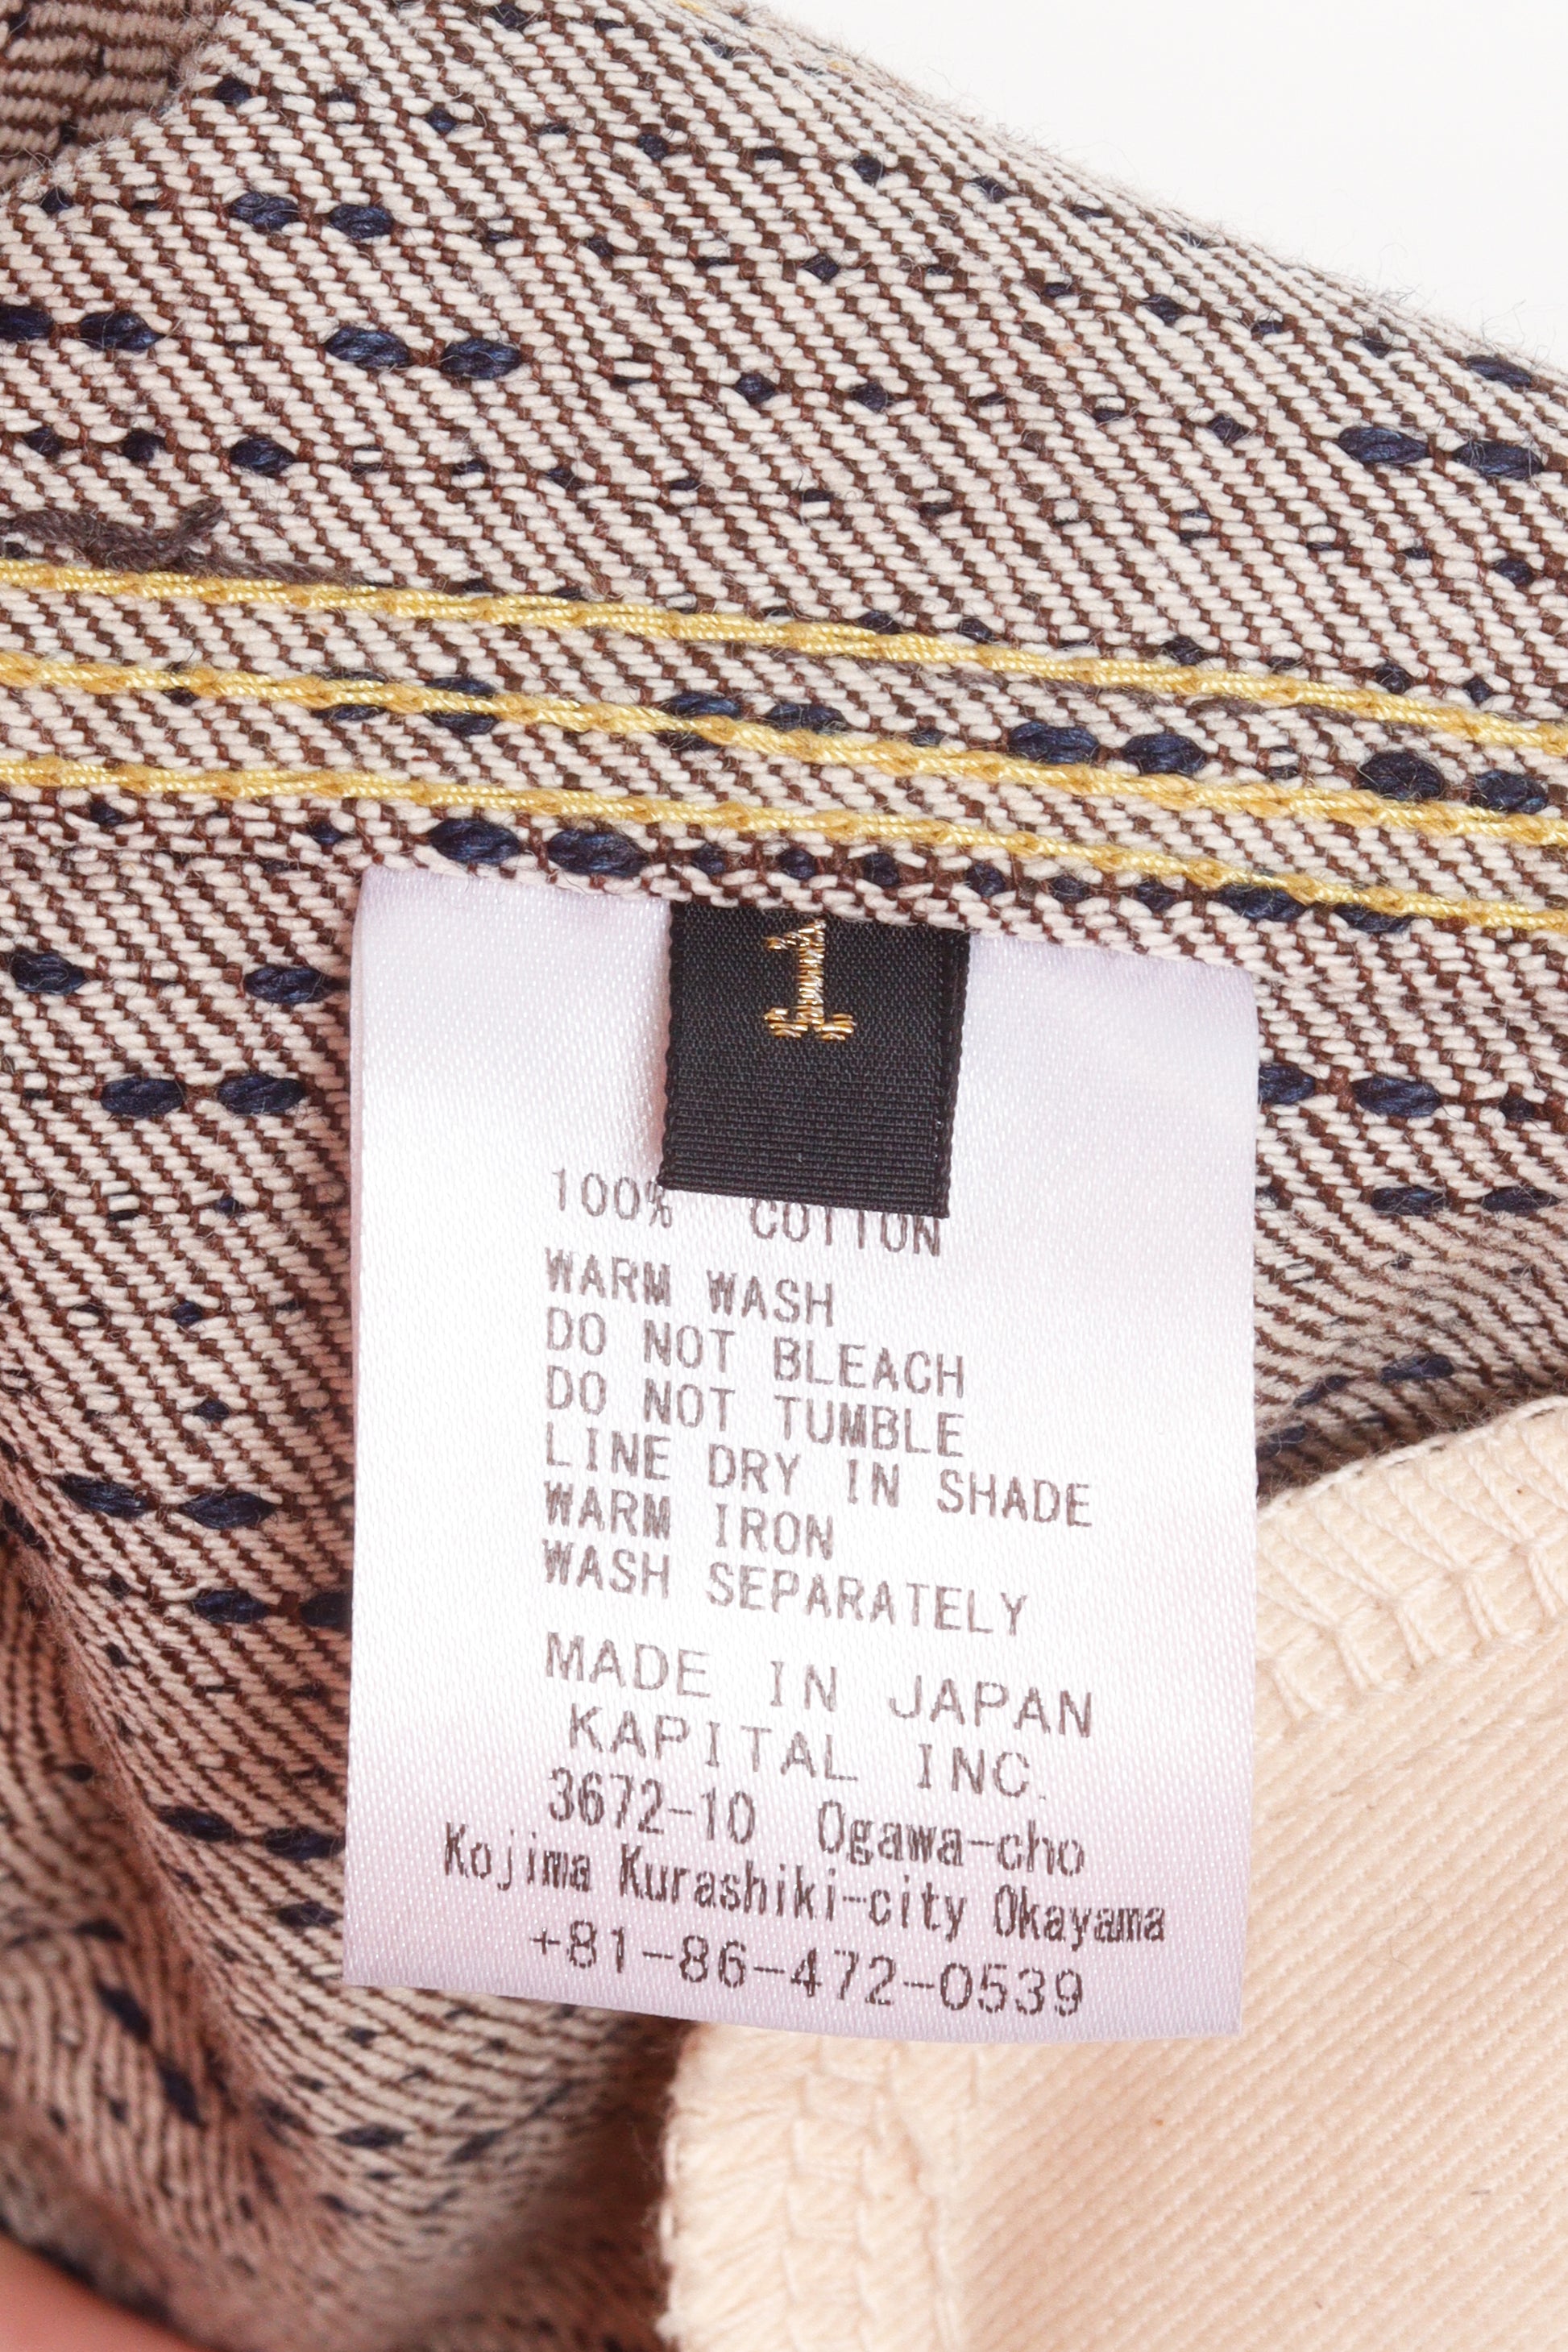 1
100% COTTON
WARM WASH
DO NOT BLEACH
DO NOT TUMBLE
LINE DRY IN SHADE
WARM IRON
WASH SEPARATELY
MADE IN JAPAN
KAPITAL INC.
3672-10 Ogawa-cho
Kojima Kurashiki-city Okayama
+81-86-472-0539